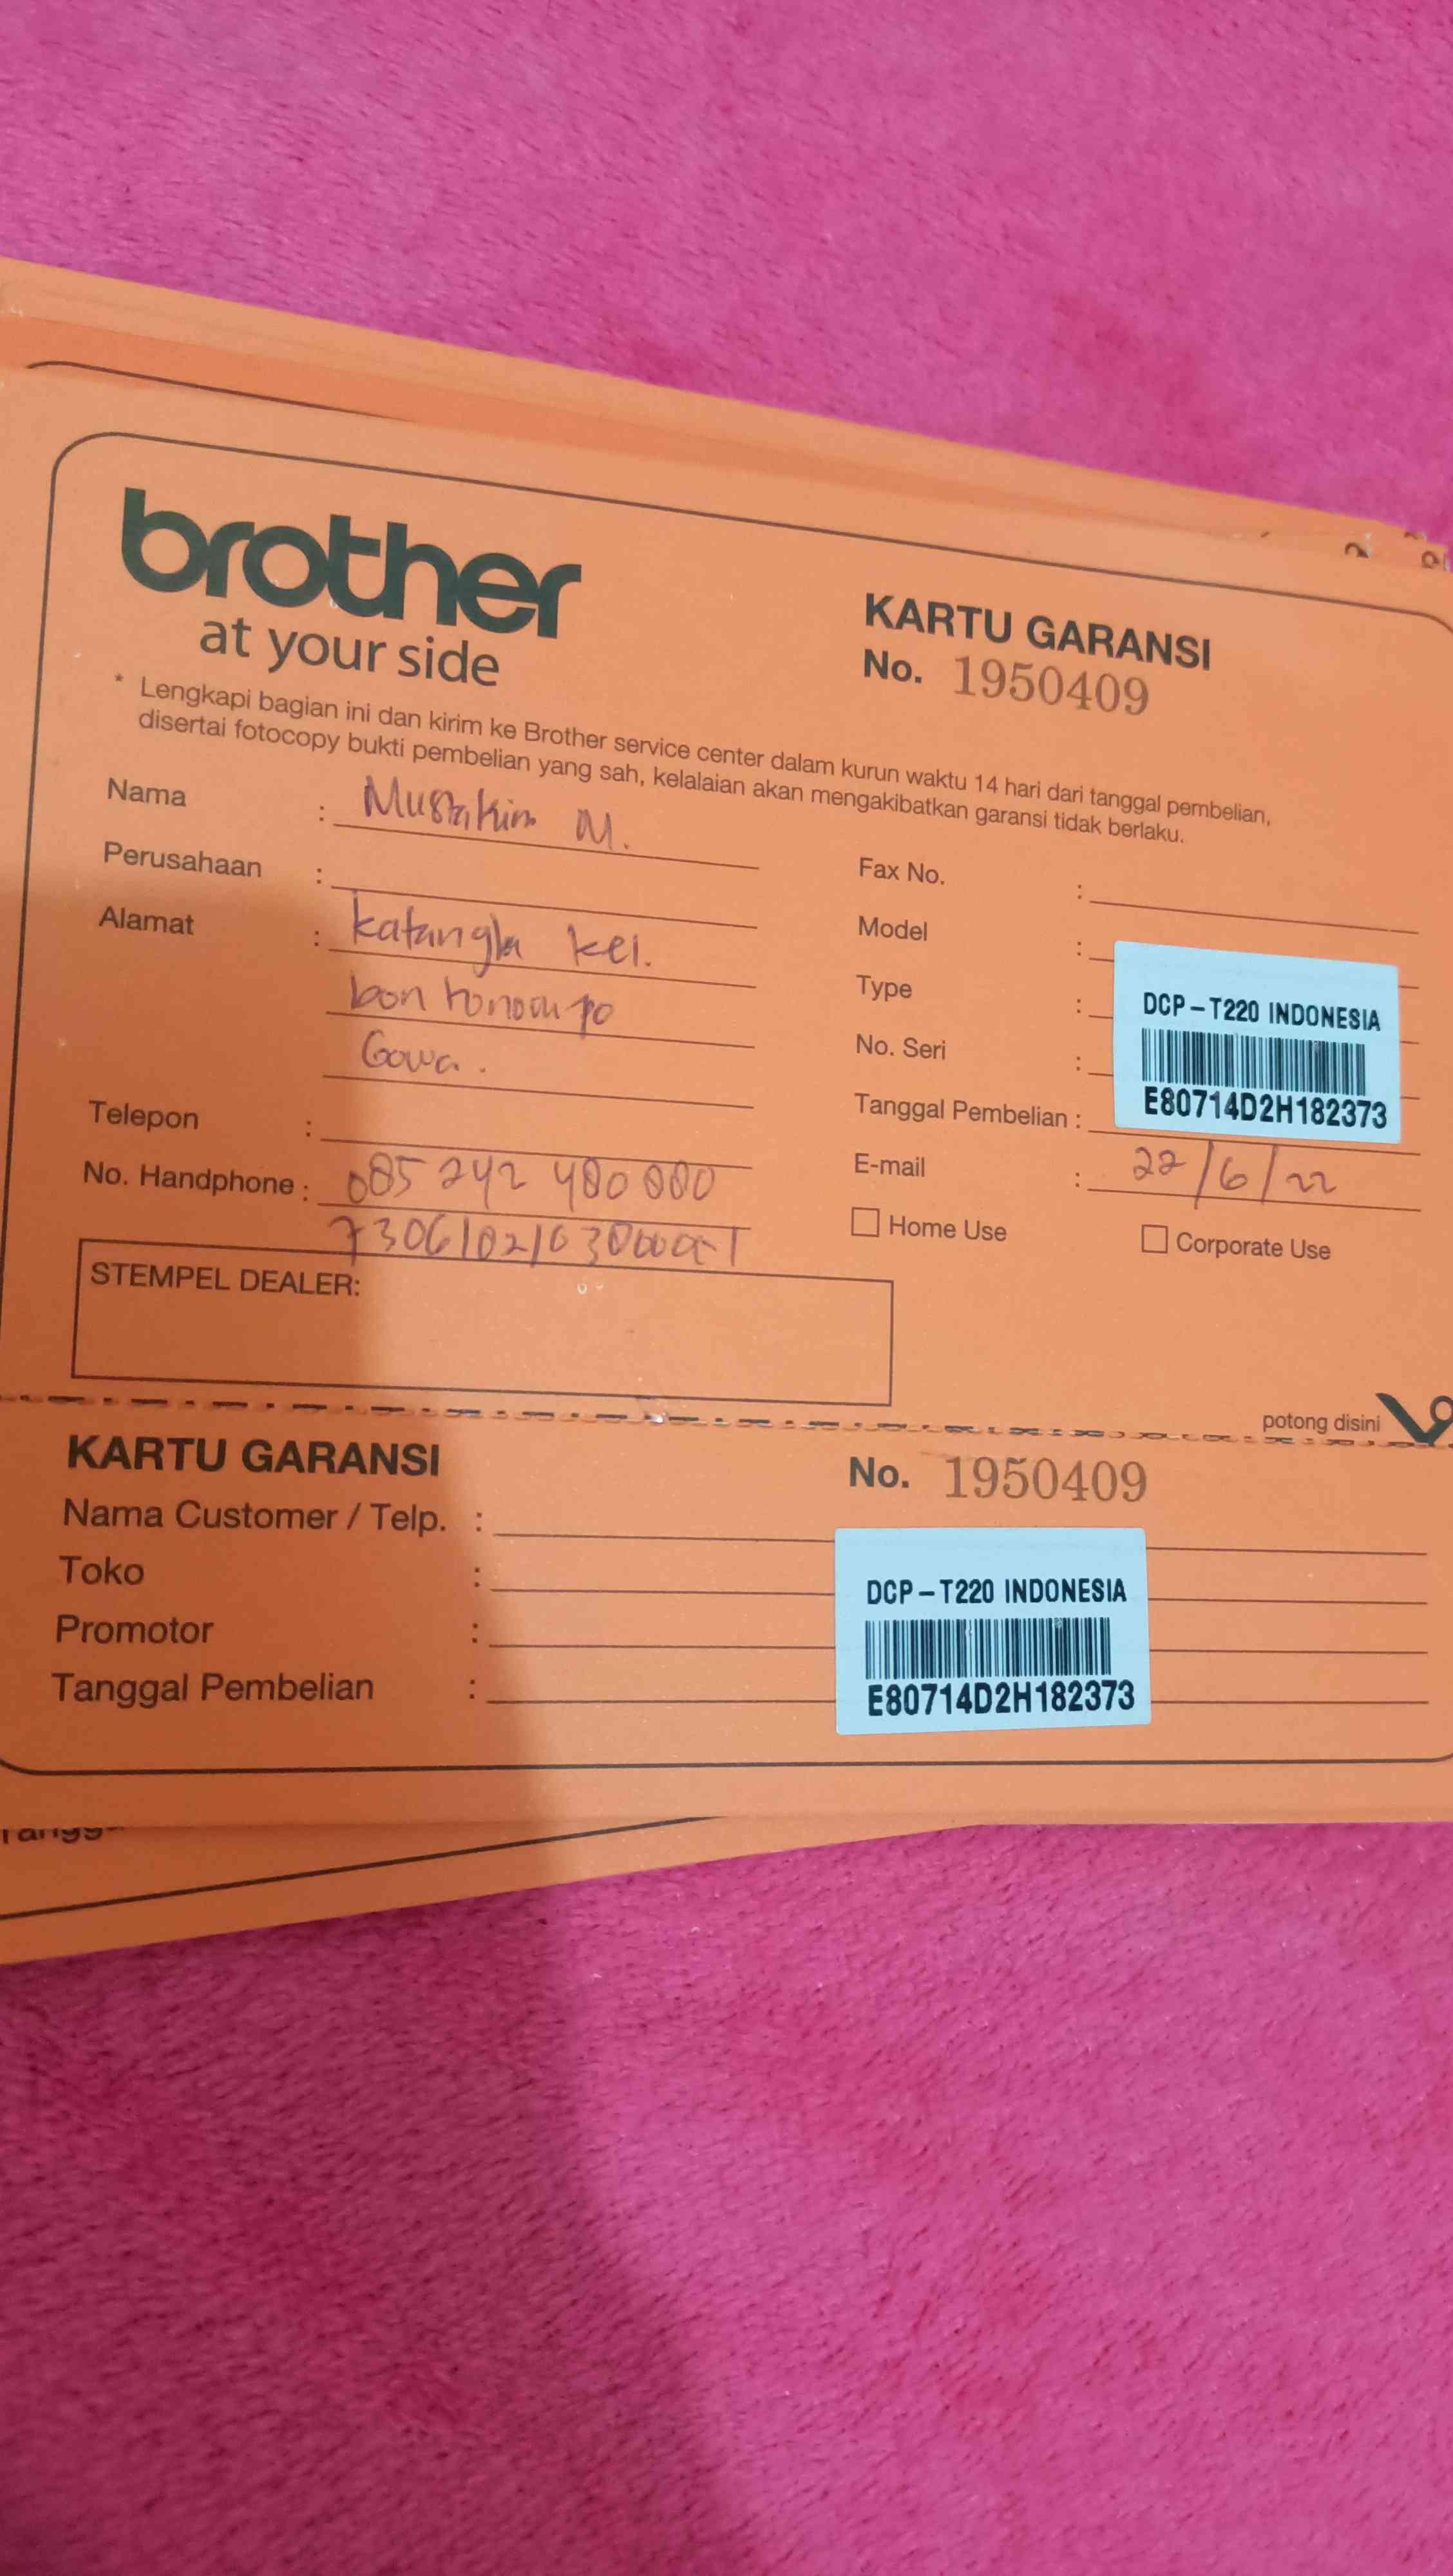 brother
at your side
KARTU GARANSI
No. 1950409
* Lengkapi bagian ini dan kirim ke Brother service center dalam kurun waktu 14 hari dari tanggal pembelian,
disertai fotocopy bukti pembelian yang sah, kelalaian akan mengakibatkan garansi tidak berlaku.
Nama : Mustakim M.
Perusahaan :
Alamat : Katangka kel.
bontonompo
Gowa.
Telepon :
No. Handphone : 085 242 480 000
STEMPEL DEALER:
Fax No. :
Model :
Type :
No. Seri :
DCP-T220 INDONESIA
E80714D2H182373
Tanggal Pembelian :
E-mail : 22/6/22
Home Use
Corporate Use
potong disini
KARTU GARANSI
No. 1950409
Nama Customer / Telp. :
Toko :
Promotor :
Tanggal Pembelian :
DCP-T220 INDONESIA
E80714D2H182373